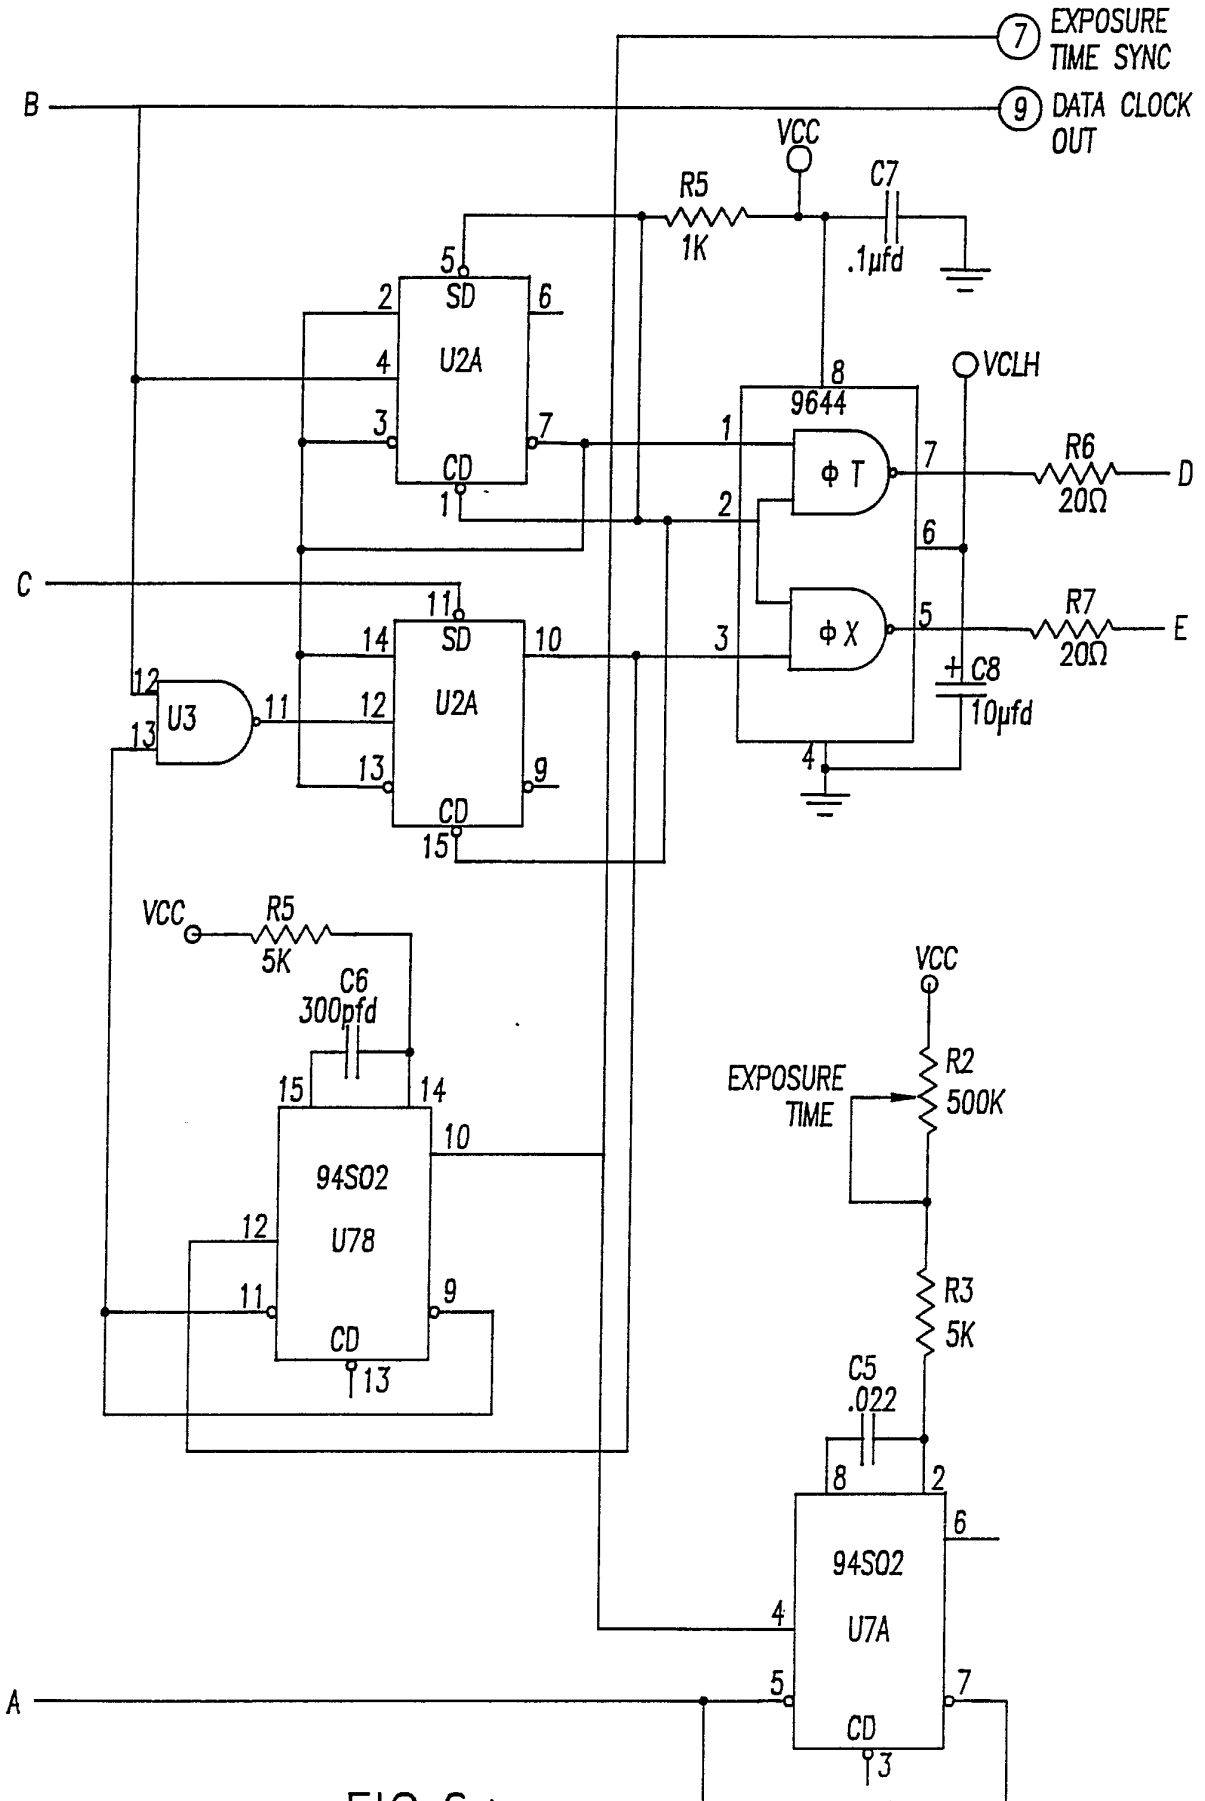 7 EXPOSURE
TIME SYNC
B
9 DATA CLOCK
OUT
VCC
R5
1K
C7
.1µfd
5
SD
2
6
U2A
4
3
7
CD
1
8
9644
VCLH
1
ϕ T
7
R6
20Ω
D
2
6
C
11
SD
14
10
3
ϕ X
5
R7
20Ω
E
12
U3
11
12
U2A
13
+ C8
10µfd
13
9
4
CD
15
VCC
R5
5K
C6
300pfd
15
14
10
94S02
U78
12
11
9
CD
13
VCC
R2
500K
EXPOSURE
TIME
R3
5K
C5
.022
8
2
6
94S02
U7A
4
A
5
7
CD
3